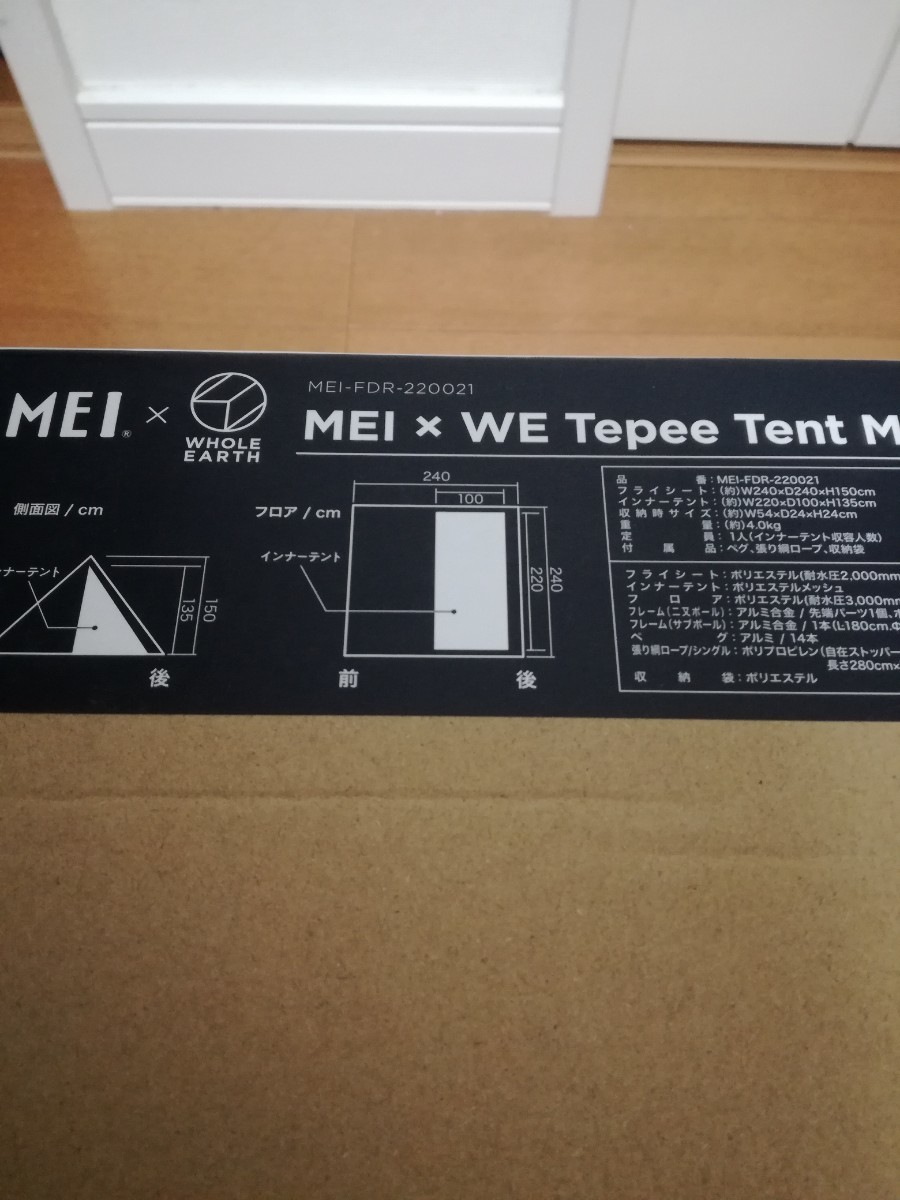 MEI® × WHOLE EARTH
MEI-FDR-220021
MEI × WE Tepee Tent M
側面図 / cm
ナーテント
135
150
後
フロア / cm
240
100
インナーテント
220
240
前
後
品番：MEI-FDR-220021
フライシート：(約)W240×D240×H150cm
インナーテント：(約)W220×D100×H135cm
収納時サイズ：(約)W54×D24×H24cm
重量：(約)4.0kg
定員：1人(インナーテント収容人数)
付属品：ペグ、張り綱ロープ、収納袋
フライシート：ポリエステル(耐水圧2,000mm
インナーテント：ポリエステルメッシュ
フロア：ポリエステル(耐水圧3,000mm
フレーム(ニヌポール)：アルミ合金 / 先端パーツ1個、
フレーム(サブポール)：アルミ合金 / 1本(L180cm、Φ
ペグ：アルミ / 14本
張り綱ロープ/シングル：ポリプロピレン(自在ストッパー
長さ280cm×
収納袋：ポリエステル